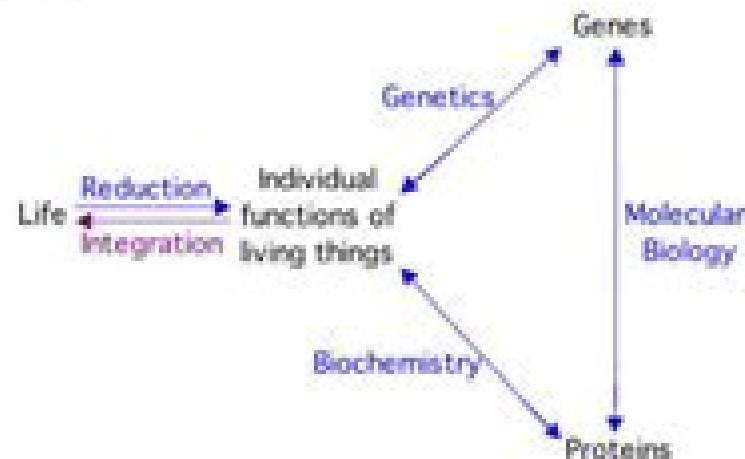 Genes
Genetics
Reduction
Individual
Life
functions of
Molecular
Integration
living things
Biology
Biochemistry
Proteins